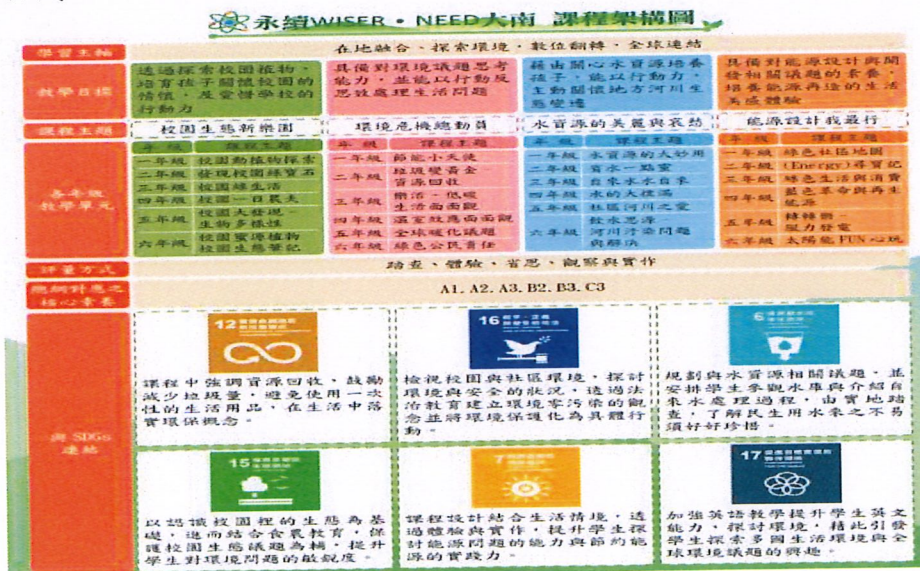 永續WISER・NEED大南 課程架構圖
學習主軸
在地融合、探索環境、數位翻轉、全球連結
教學目標
透過探索校園植物,
培育孩子關懷校園的
情懷,及愛惜學校的
行動力
具備對環境議題思考
能力,並能以行動反
思效處理生活問題
藉由關心水資源培養
孩子,能以行動力,
主動關懷地方河川生
態變遷
具備對能源設計與開
發相關議題的素養,
培養能源再造的生活
美感體驗
課程主題
校園生態新樂園
環境危機總動員
水資源的美麗與哀愁
能源設計我最行
各年級
教學單元
年 級 課程主題
一年級 校園動植物探索
二年級 發現校園綠寶石
三年級 校園綠生活
四年級 校園一日農夫
五年級 校園大發現-
生物多樣性
六年級 校園蜜源植物
校園生態筆記
年 級 課程主題
一年級 節能小天使
二年級 垃圾變黃金
資源回收
三年級 樂活、低碳
生活面面觀
四年級 溫室效應面面觀
五年級 全球暖化議題
六年級 綠色公民責任
年 級 課程主題
一年級 水資源的大妙用
二年級 省水一點靈
三年級 自來水水自來
四年級 水的大撲滿
五年級 社區河川之愛
六年級 飲水思源
河川汙染問題
與解決
年 級 課程主題
一年級 綠色社區地圖
二年級 (Energy)尋寶記
三年級 綠色生活與消費
四年級 藍色革命與再生
能源
五年級 轉轉樂-
風力發電
六年級 太陽能FUN心玩
評量方式
踏查、體驗、省思、觀察與實作
總綱對應之
核心素養
A1. A2. A3. B2. B3. C3
與 SDGs
連結
12
16
6
課程中強調資源回收、鼓勵
減少垃圾量,避免使用一次
性的生活用品,在生活中落
實環保概念。
檢視校園與社區環境,探討
環境與安全的狀況,透過法
治教育建立環境零污染的觀
念並將環境保護化為具體行
動。
規劃與水資源相關議題,並
安排學生參觀水庫與介紹自
來水處理過程,由實地踏
查,了解民生用水來之不易
須好好珍惜。
15
7
17
以認識校園裡的生態為基
礎,進而結合食農教育,保
護校園生態議題為輔,提升
學生對環境問題的敏銳度。
課程設計結合生活情境,透
過體驗與實作,提升學生探
討能源問題的能力與節約能
源的實踐力。
加強英語教學提升學生英文
能力,探討環境,藉此引發
學生探索多國生活環境與全
球環境議題的興趣。